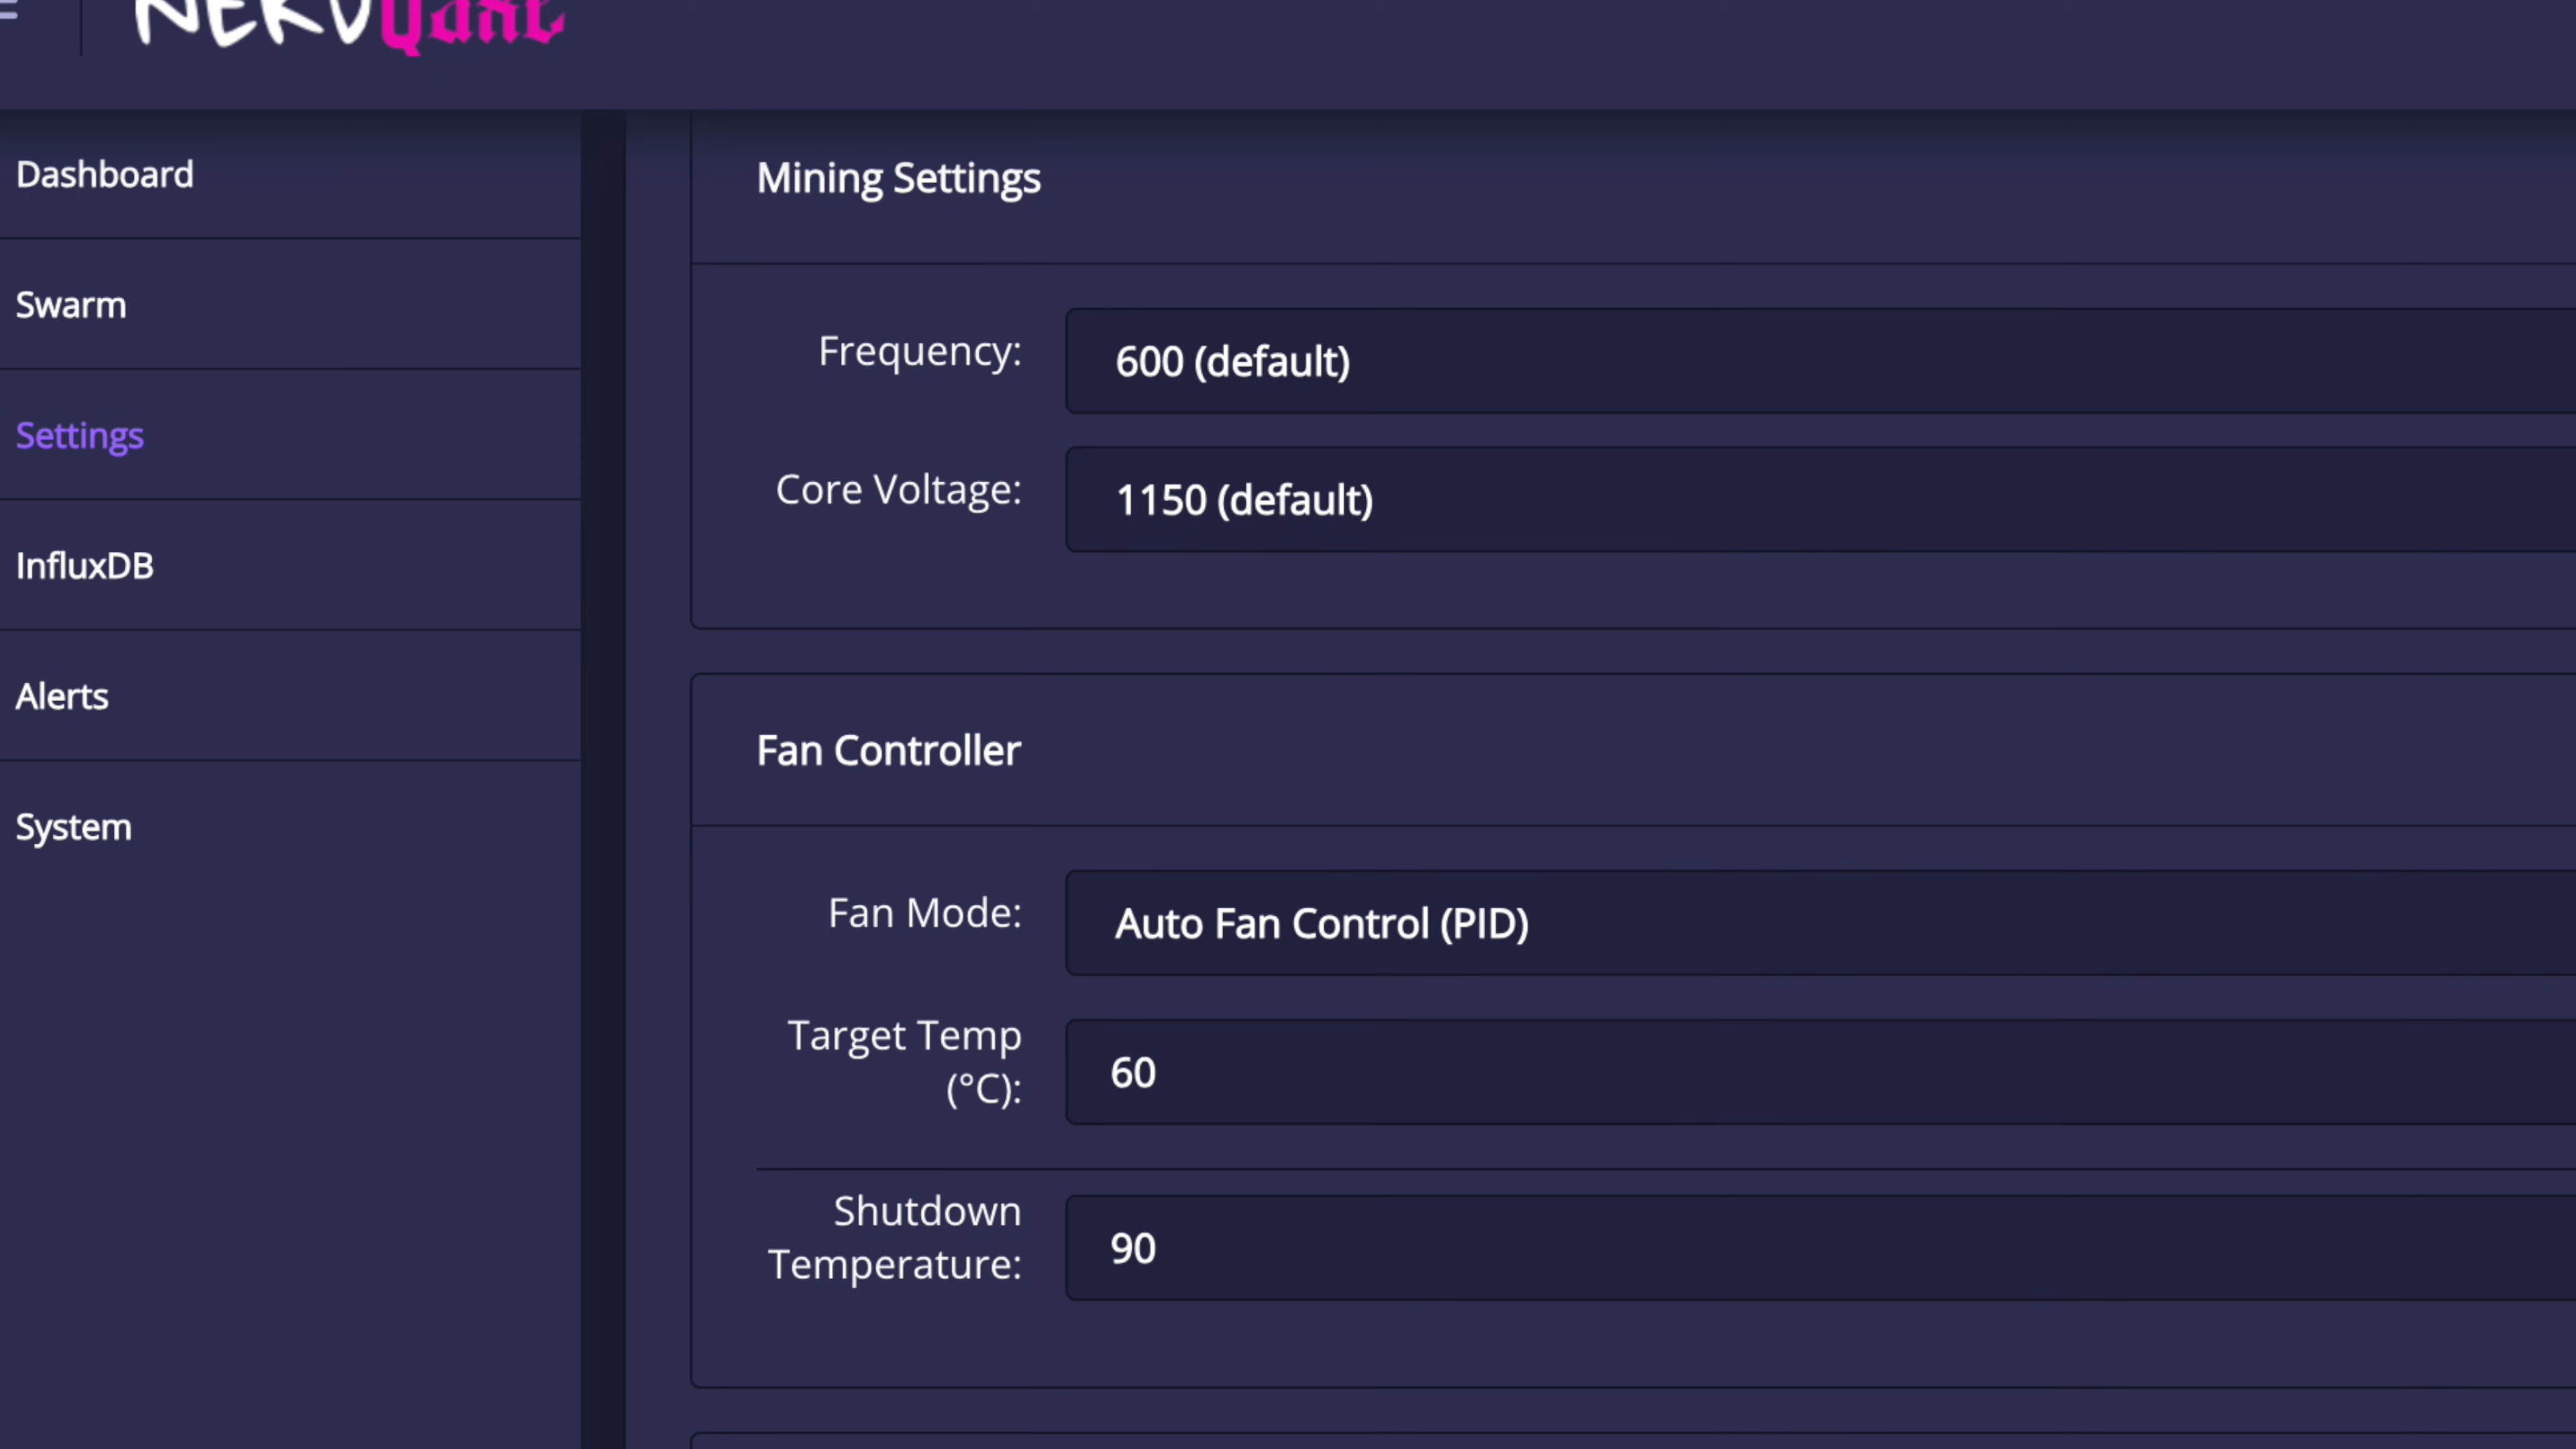 Dashboard
Swarm
Settings
InfluxDB
Alerts
System
Mining Settings
Frequency: 600 (default)
Core Voltage: 1150 (default)
Fan Controller
Fan Mode: Auto Fan Control (PID)
Target Temp
(°C): 60
Shutdown
Temperature: 90